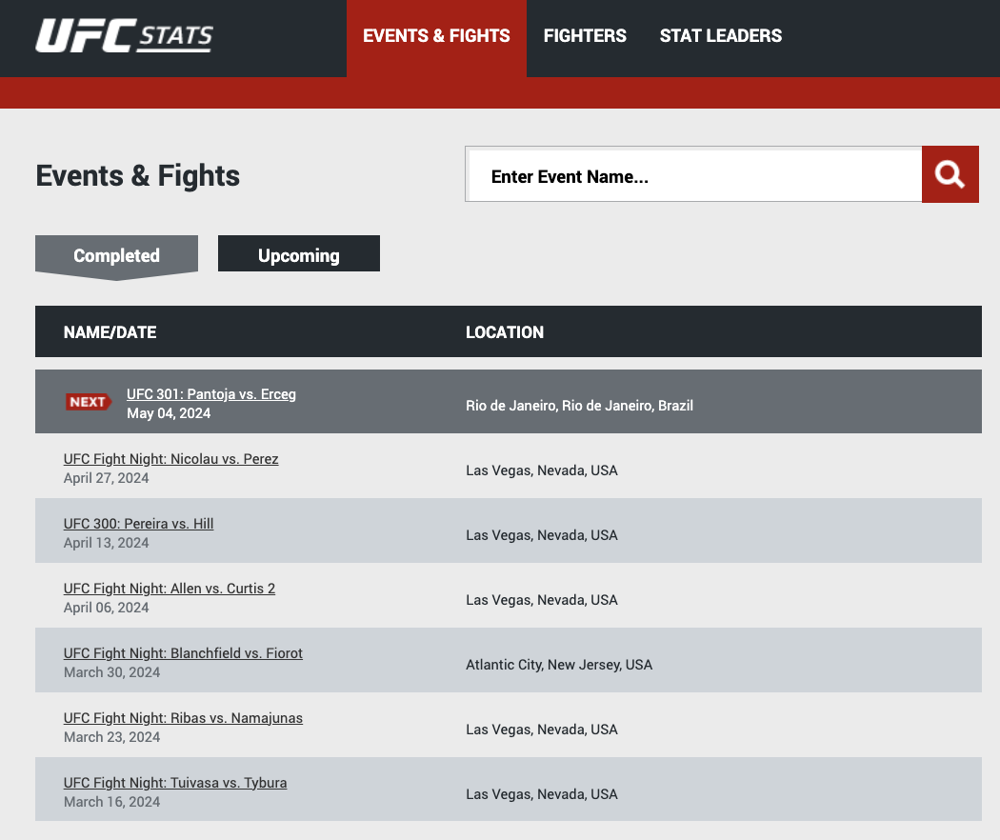 UFC STATS
EVENTS & FIGHTS FIGHTERS STAT LEADERS
Events & Fights
Enter Event Name...
Completed Upcoming
NAME/DATE LOCATION
NEXT UFC 301: Pantoja vs. Erceg
May 04, 2024
Rio de Janeiro, Rio de Janeiro, Brazil
UFC Fight Night: Nicolau vs. Perez
April 27, 2024
Las Vegas, Nevada, USA
UFC 300: Pereira vs. Hill
April 13, 2024
Las Vegas, Nevada, USA
UFC Fight Night: Allen vs. Curtis 2
April 06, 2024
Las Vegas, Nevada, USA
UFC Fight Night: Blanchfield vs. Fiorot
March 30, 2024
Atlantic City, New Jersey, USA
UFC Fight Night: Ribas vs. Namajunas
March 23, 2024
Las Vegas, Nevada, USA
UFC Fight Night: Tuivasa vs. Tybura
March 16, 2024
Las Vegas, Nevada, USA